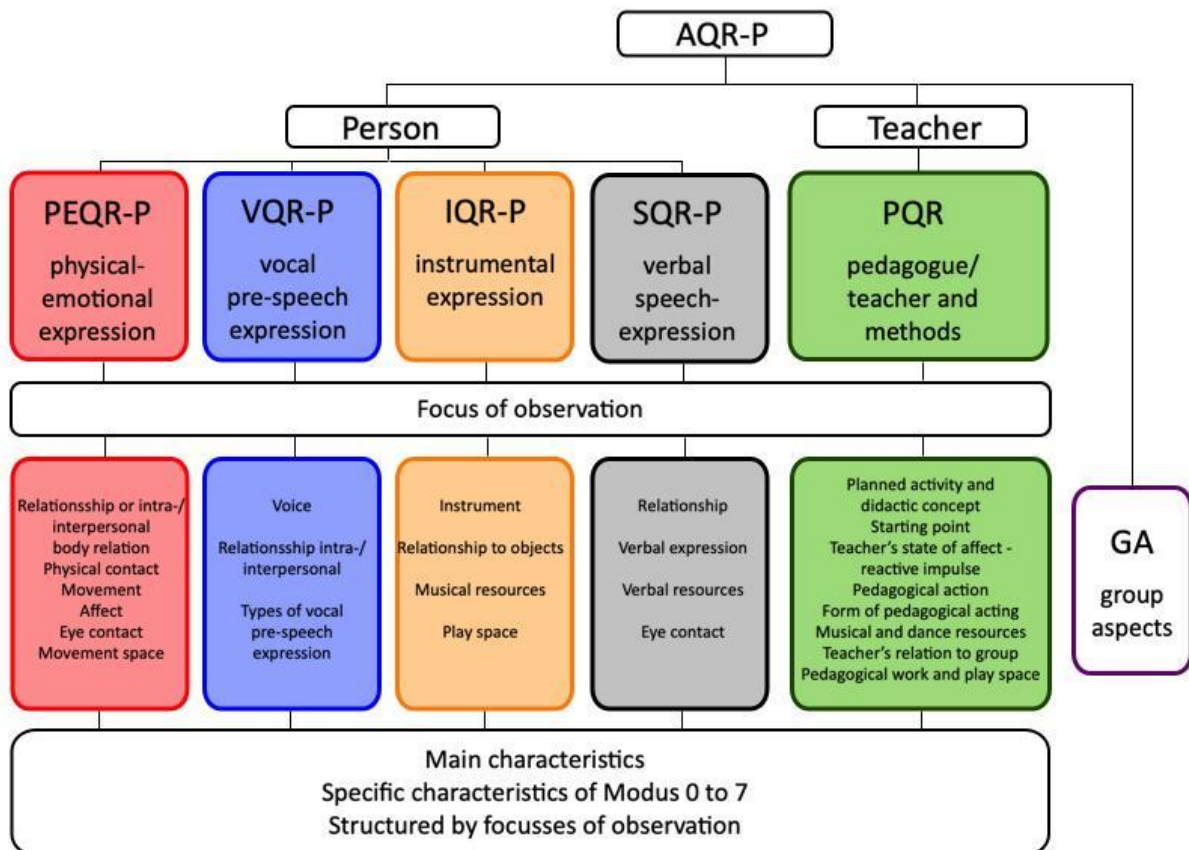 AQR-P
Person
Teacher
PEQR-P
physical-
emotional
expression
VQR-P
vocal
pre-speech
expression
IQR-P
instrumental
expression
SQR-P
verbal
speech-
expression
PQR
pedagogue/
teacher and
methods
Focus of observation
Relationsship or intra-/
interpersonal
body relation
Physical contact
Movement
Affect
Eye contact
Movement space
Voice
Relationsship intra-/
interpersonal
Types of vocal
pre-speech
expression
Instrument
Relationship to objects
Musical resources
Play space
Relationship
Verbal expression
Verbal resources
Eye contact
Planned activity and
didactic concept
Starting point
Teacher's state of affect -
reactive impulse
Pedagogical action
Form of pedagogical acting
Musical and dance resources
Teacher's relation to group
Pedagogical work and play space
GA
group
aspects
Main characteristics
Specific characteristics of Modus 0 to 7
Structured by focusses of observation